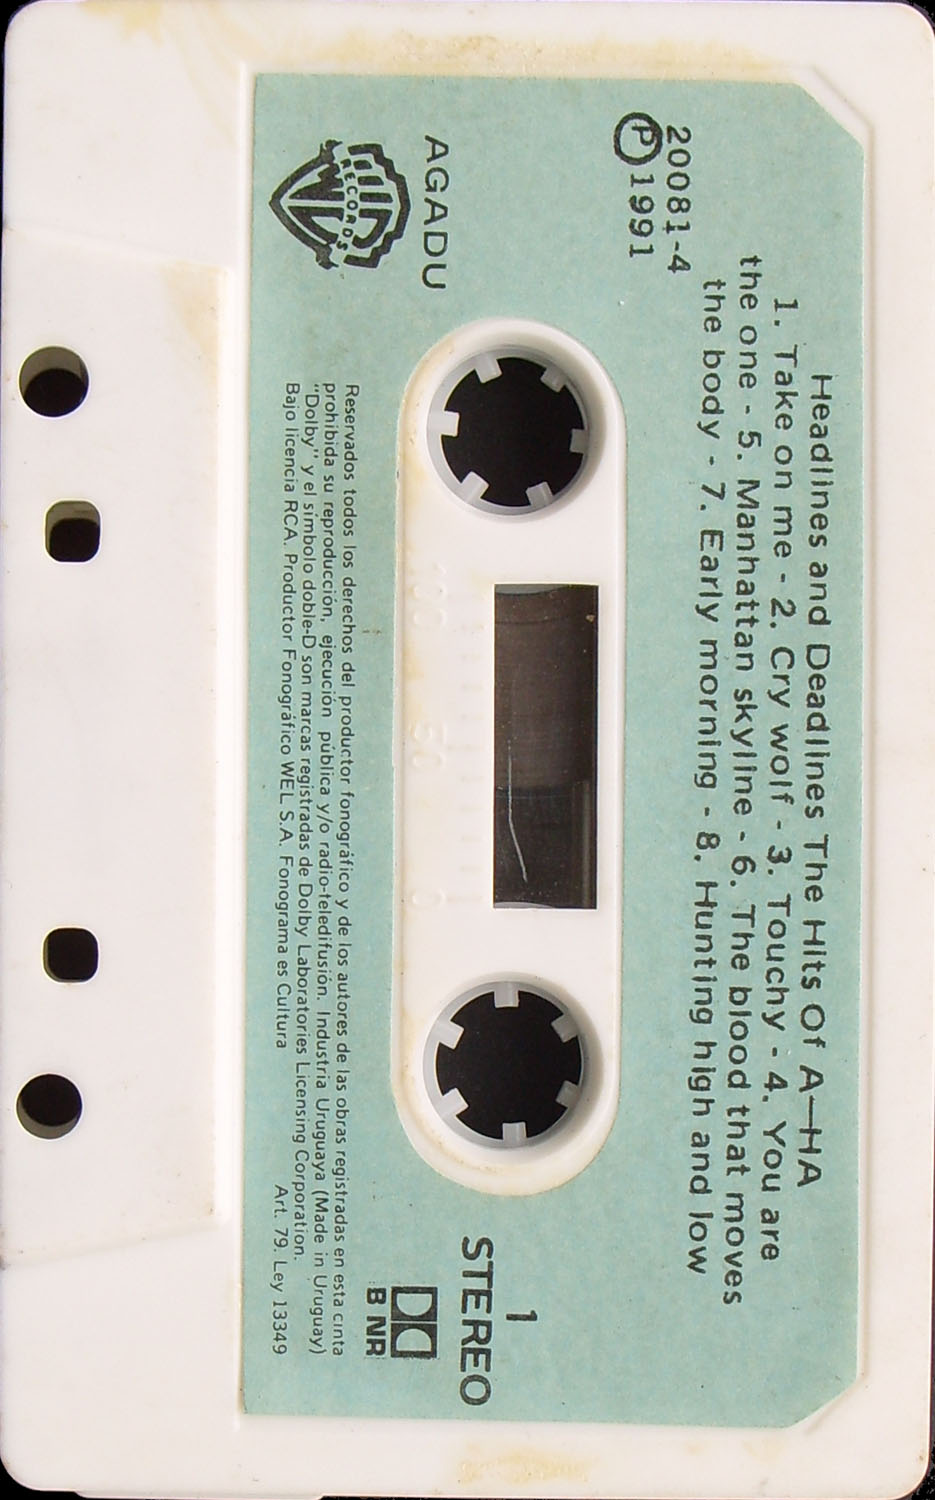 Headlines and Deadlines The Hits Of A-HA
1. Take on me - 2. Cry wolf - 3. Touchy - 4. You are
the one - 5. Manhattan skyline - 6. The blood that moves
the body - 7. Early morning - 8. Hunting high and low
20081-4
Ⓟ1991
AGADU
RECORDS
1
STEREO
B NR
100 50 0
Reservados todos los derechos del productor fonográfico y de los autores de las obras registradas en esta cinta
prohibida su reproducción, ejecución pública y/o radio-teledifusión. Industria Uruguaya (Made in Uruguay)
"Dolby" y el símbolo doble-D son marcas registradas de Dolby Laboratories Licensing Corporation.
Bajo licencia RCA. Productor Fonográfico WEL S.A. Fonograma es Cultura Art. 79. Ley 13349